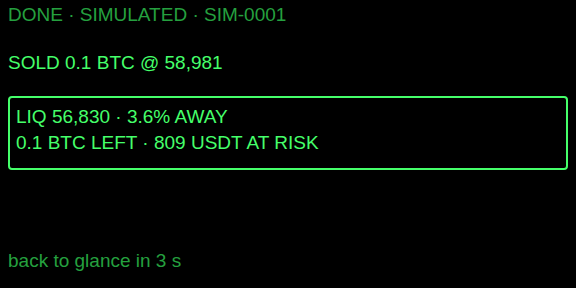 DONE · SIMULATED · SIM-0001
SOLD 0.1 BTC @ 58,981
LIQ 56,830 · 3.6% AWAY
0.1 BTC LEFT · 809 USDT AT RISK
back to glance in 3 s